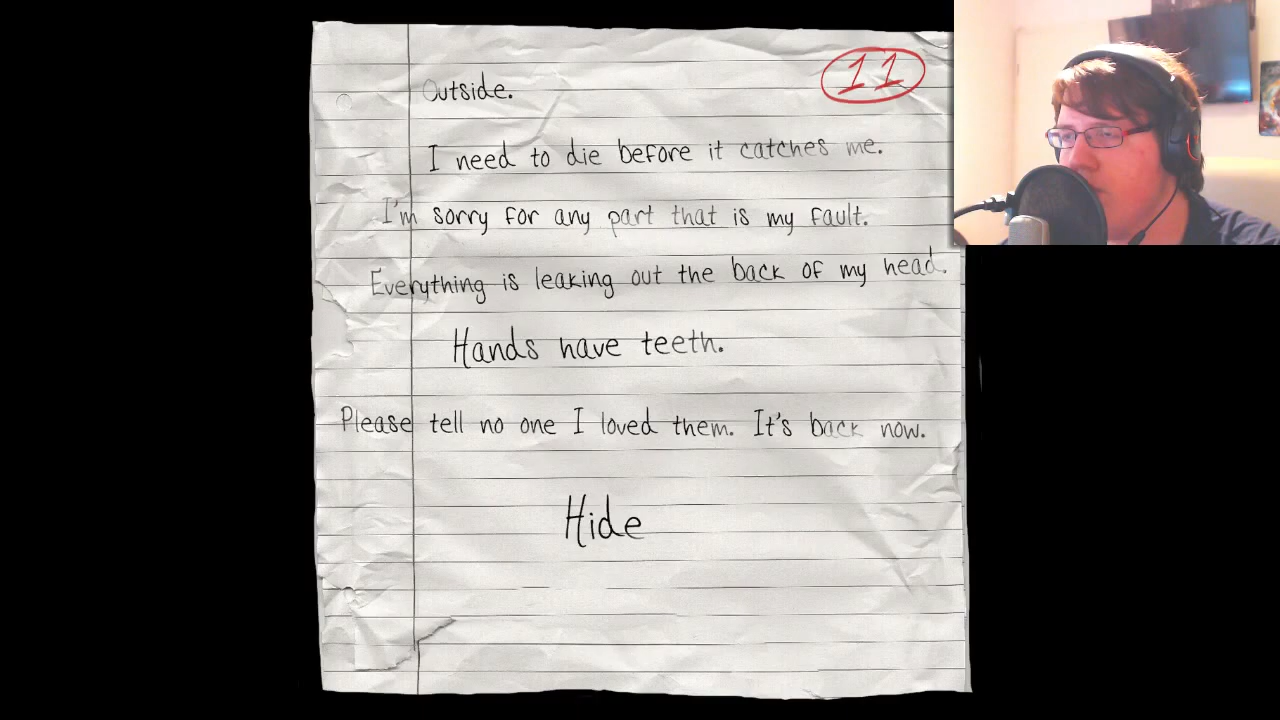 11
Outside.
I need to die before it catches me.
I'm sorry for any part that is my fault.
Everything is leaking out the back of my head.
Hands have teeth.
Please tell no one I loved them. It's back now.
Hide